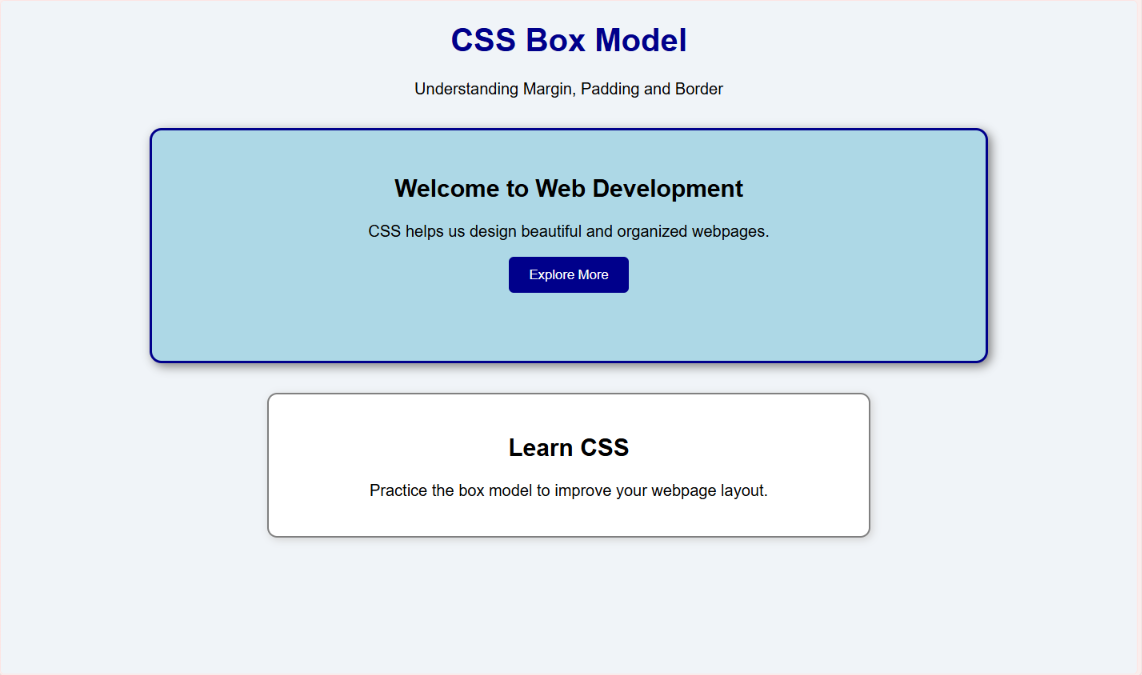 CSS Box Model
Understanding Margin, Padding and Border
Welcome to Web Development
CSS helps us design beautiful and organized webpages.
Explore More
Learn CSS
Practice the box model to improve your webpage layout.